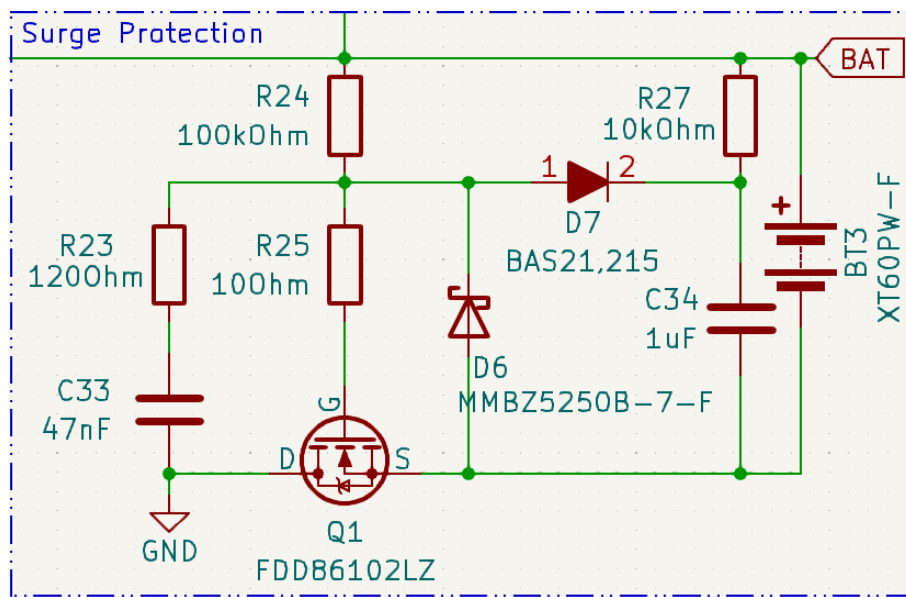 Surge Protection
BAT
R24
100kOhm
R27
10kOhm
1
2
D7
BAS21,215
R23
120Ohm
R25
10Ohm
+
BT3
XT60PW-F
C34
1uF
D6
MMBZ5250B-7-F
C33
47nF
G
D
S
GND
Q1
FDD86102LZ